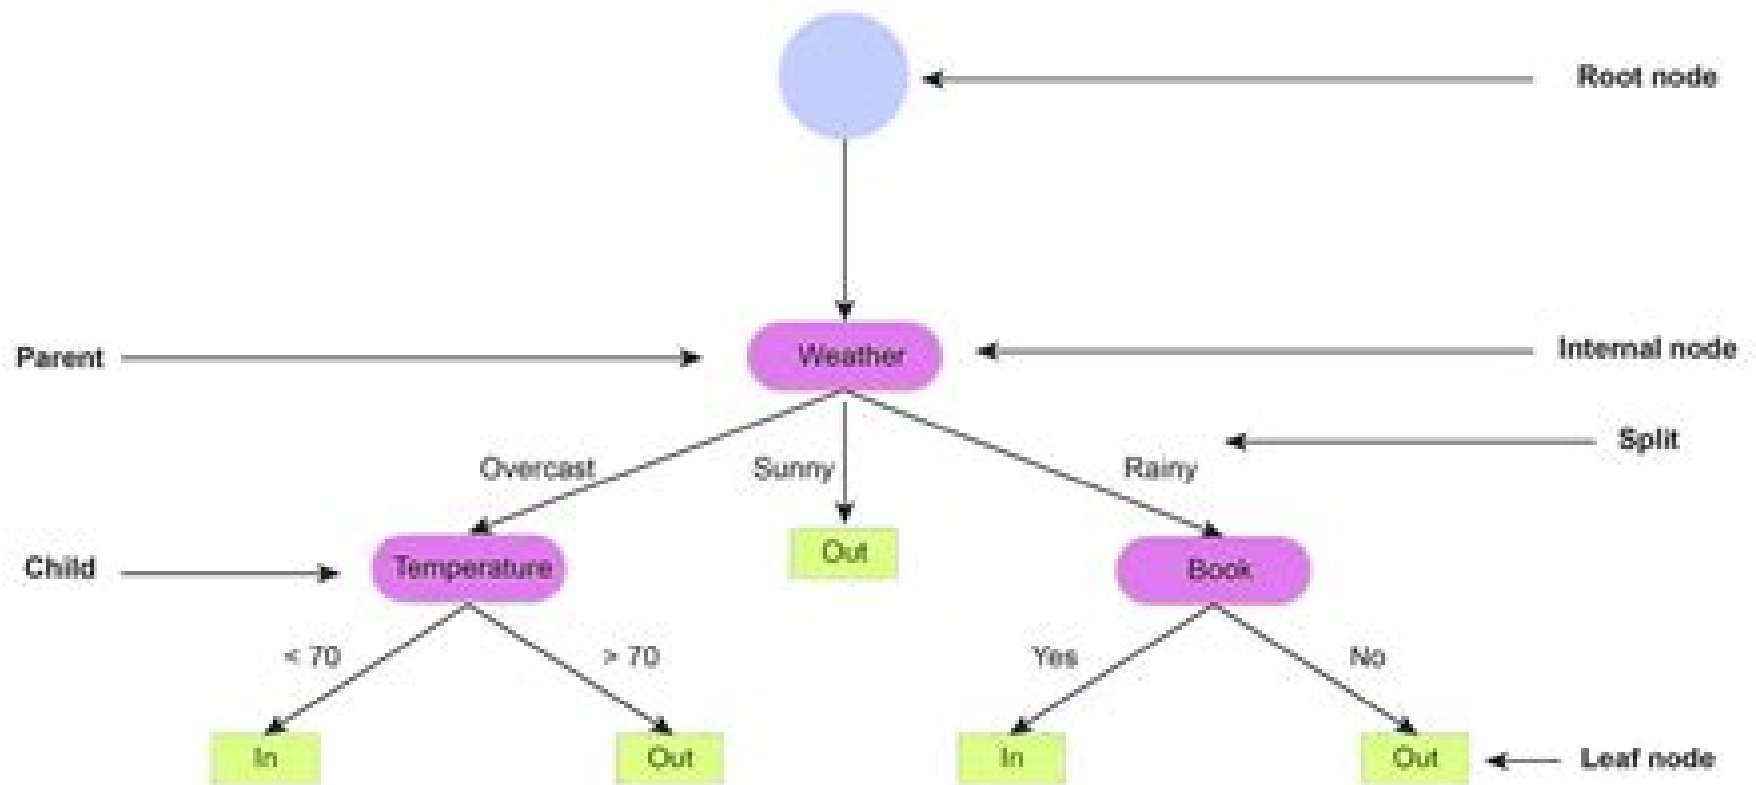 Root node
Parent
Weather
Internal node
Split
Overcast
Sunny
Rainy
Out
Child
Temperature
Book
< 70
> 70
Yes
No
In
Out
In
Out
Leaf node